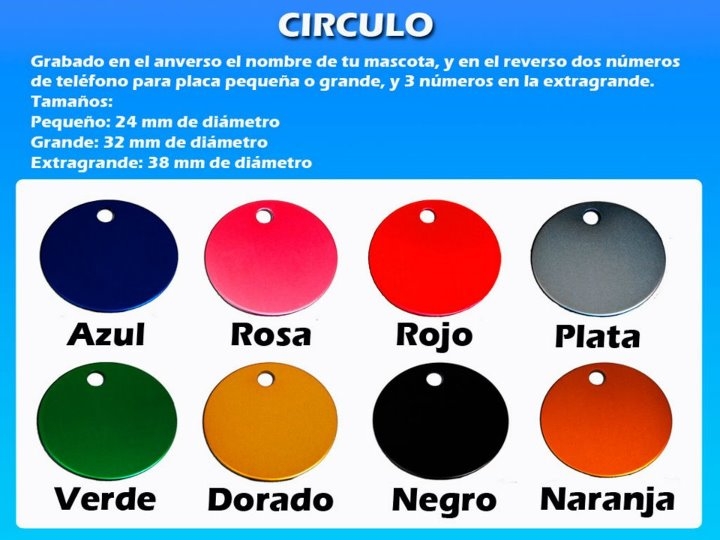 CIRCULO
Grabado en el anverso el nombre de tu mascota, y en el reverso dos números
de teléfono para placa pequeña o grande, y 3 números en la extragrande.
Tamaños:
Pequeño: 24 mm de diámetro
Grande: 32 mm de diámetro
Extragrande: 38 mm de diámetro
Azul Rosa Rojo Plata
Verde Dorado Negro Naranja